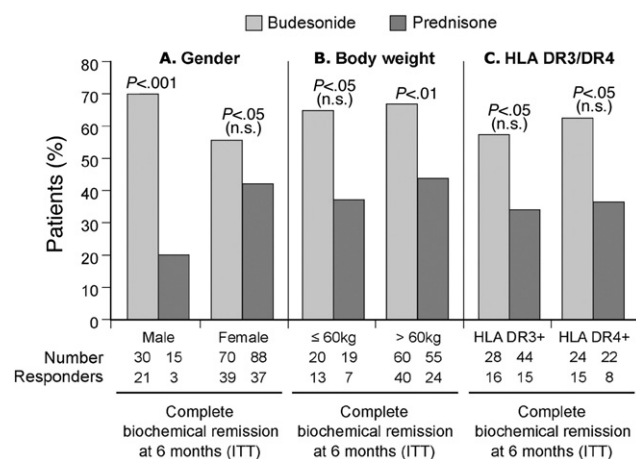 Budesonide Prednisone
A. Gender B. Body weight C. HLA DR3/DR4
Patients (%)
80
70
60
50
40
30
20
10
0
P<.001
P<.05
(n.s.)
P<.05
(n.s.)
P<.01
P<.05
(n.s.)
P<.05
(n.s.)
Male Female ≤ 60kg > 60kg HLA DR3+ HLA DR4+
Number 30 15 70 88 20 19 60 55 28 44 24 22
Responders 21 3 39 37 13 7 40 24 16 15 15 8
Complete
biochemical remission
at 6 months (ITT)
Complete
biochemical remission
at 6 months (ITT)
Complete
biochemical remission
at 6 months (ITT)